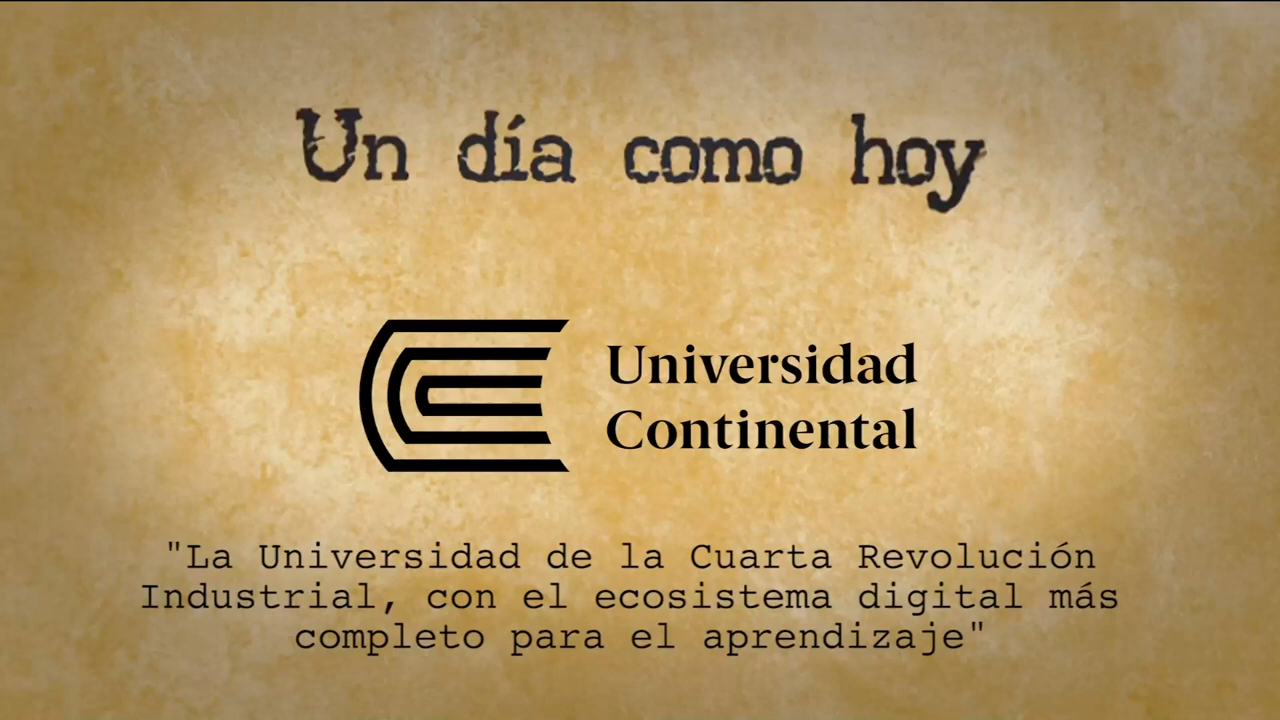 Un día como hoy
Universidad
Continental
"La Universidad de la Cuarta Revolución
Industrial, con el ecosistema digital más
completo para el aprendizaje"